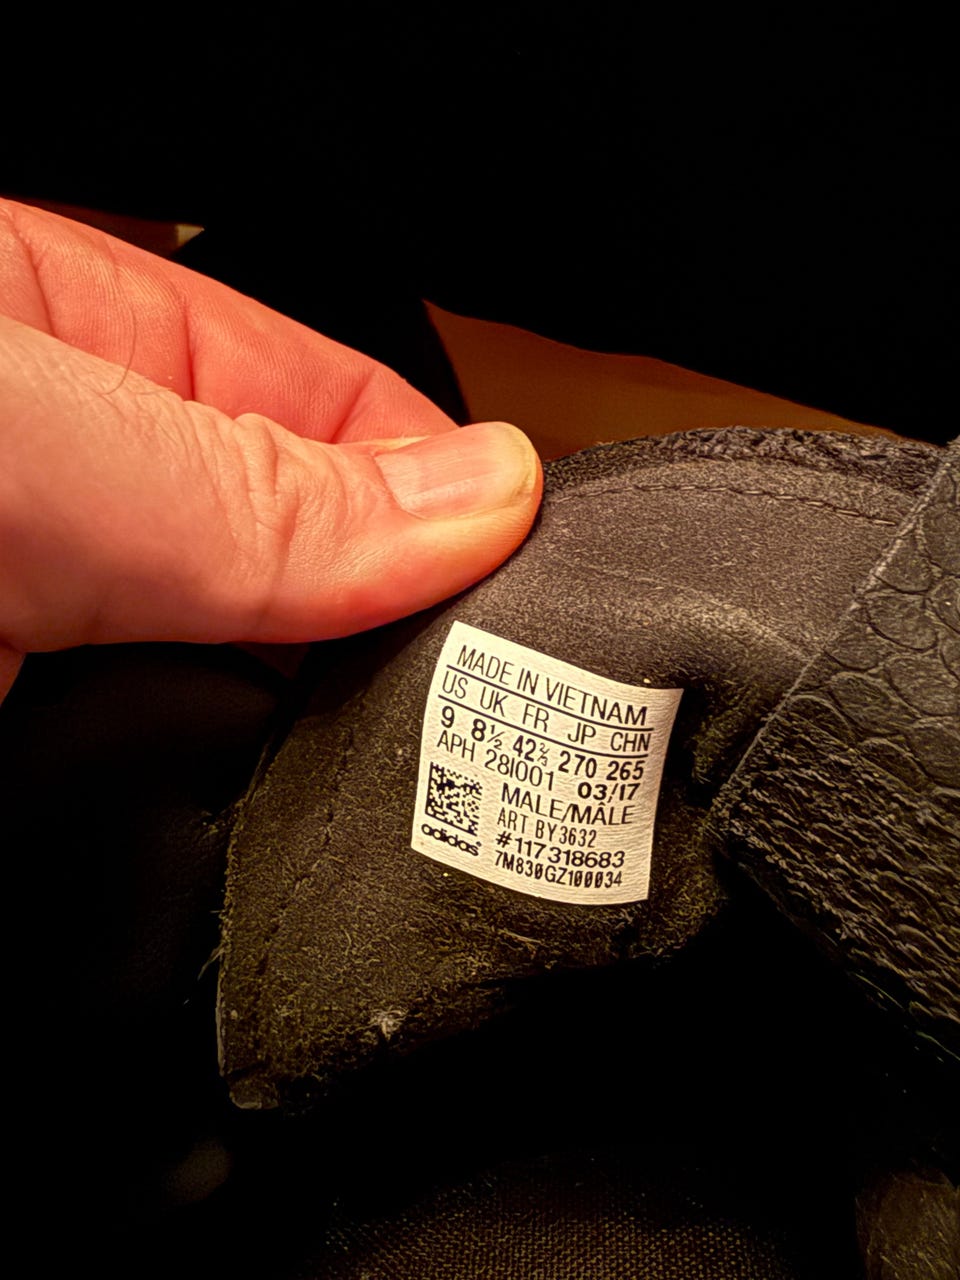 MADE IN VIETNAM
US UK FR JP CHN
9 8½ 42⅔ 270 265
APH 28I001 03/17
MALE/MÂLE
ART BY3632
#117318683
7M830GZ100034
adidas®